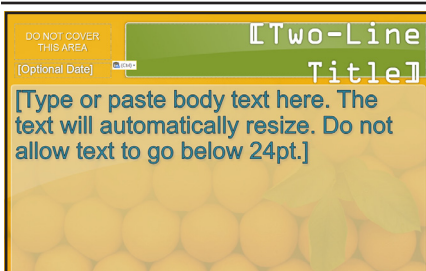 DO NOT COVER
THIS AREA
[Optional Date]
(Ctrl)
[Two-Line
Title]
[Type or paste body text here. The
text will automatically resize. Do not
allow text to go below 24pt.]